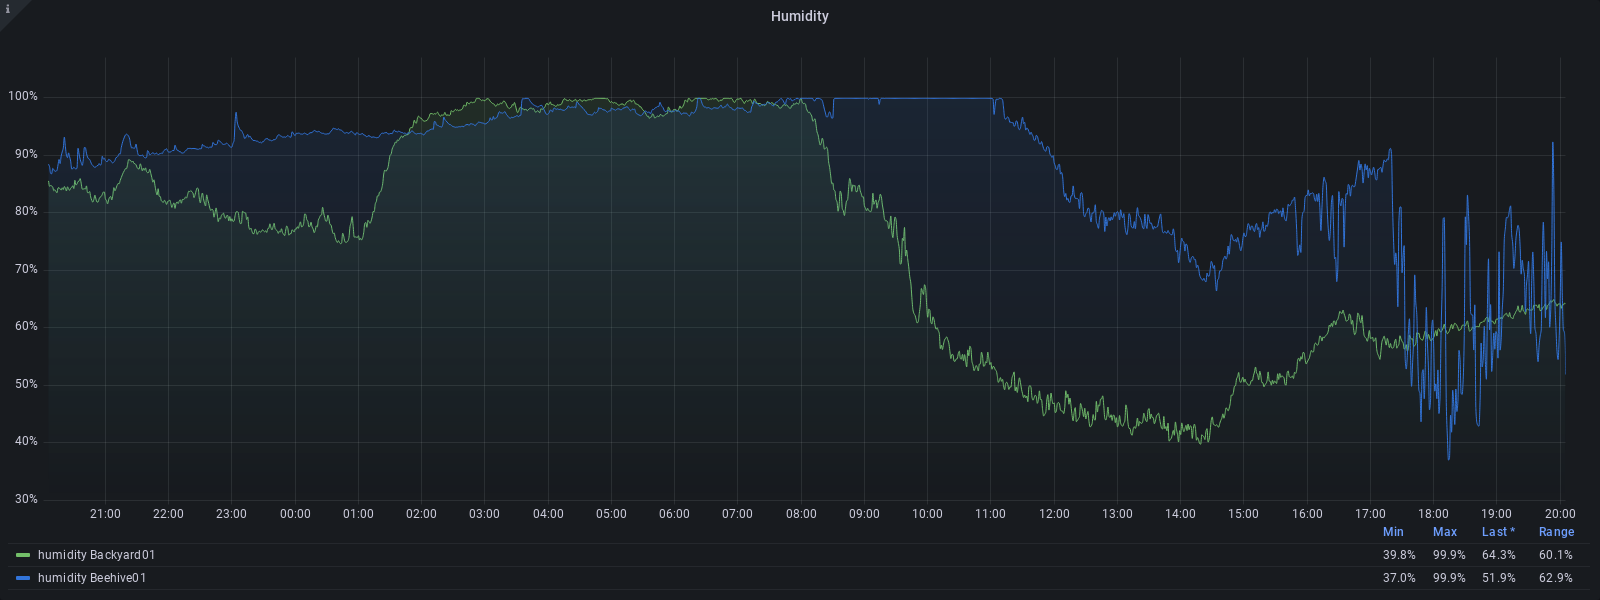 i
Humidity
100%
90%
80%
70%
60%
50%
40%
30%
21:00 22:00 23:00 00:00 01:00 02:00 03:00 04:00 05:00 06:00 07:00 08:00 09:00 10:00 11:00 12:00 13:00 14:00 15:00 16:00 17:00 18:00 19:00 20:00
Min Max Last * Range
humidity Backyard01 39.8% 99.9% 64.3% 60.1%
humidity Beehive01 37.0% 99.9% 51.9% 62.9%